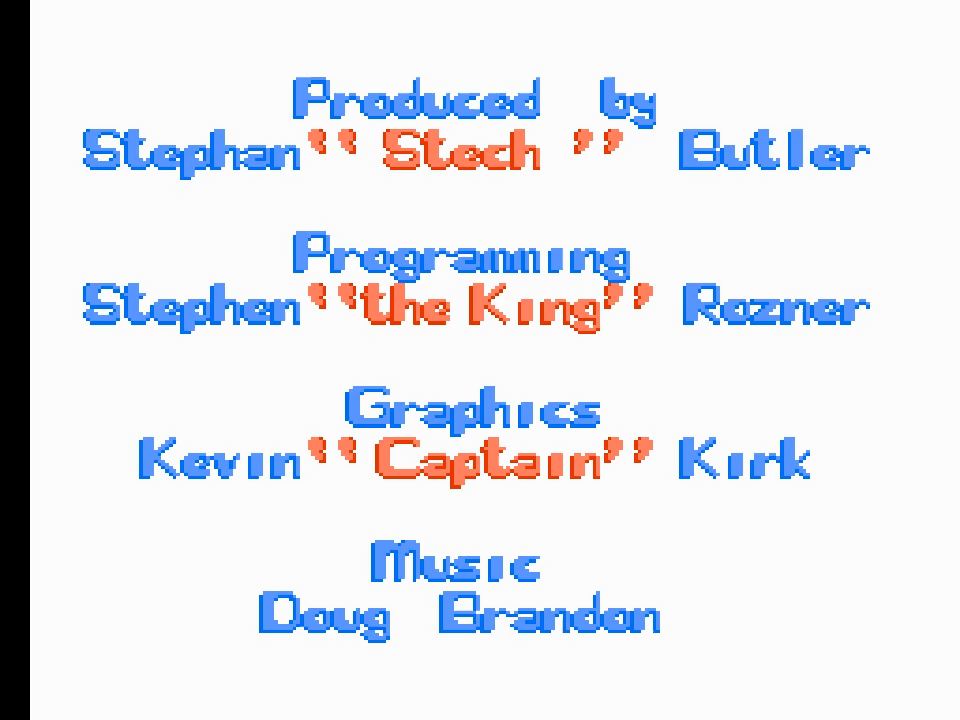 Produced by
Stephan “ Stech ” Butler
Programming
Stephen “the King” Rozner
Graphics
Kevin “ Captain” Kirk
Music
Doug Brandon